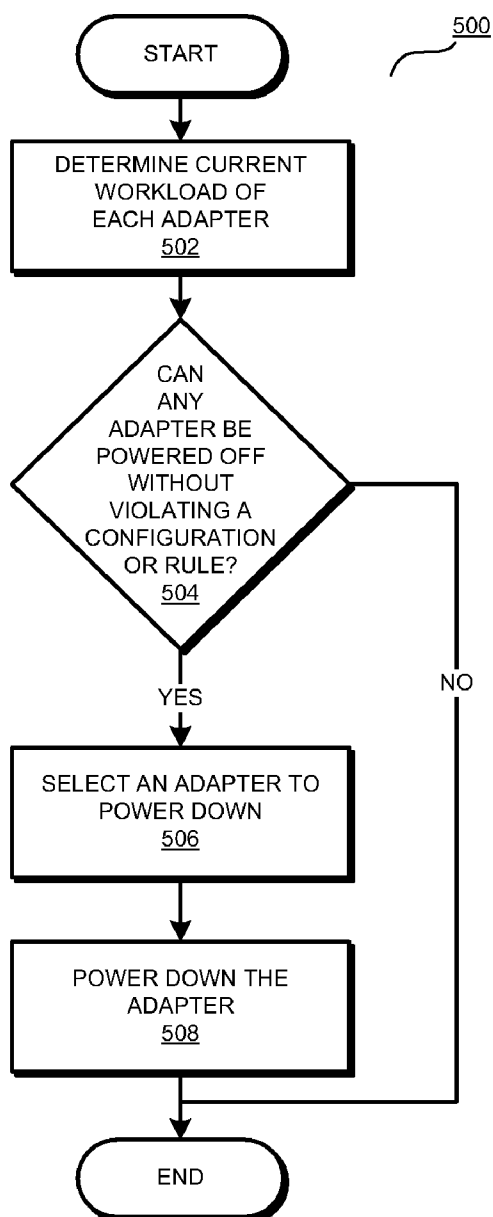 500
START
DETERMINE CURRENT
WORKLOAD OF
EACH ADAPTER
502
CAN
ANY
ADAPTER BE
POWERED OFF
WITHOUT
VIOLATING A
CONFIGURATION
OR RULE?
504
YES
NO
SELECT AN ADAPTER TO
POWER DOWN
506
POWER DOWN THE
ADAPTER
508
END